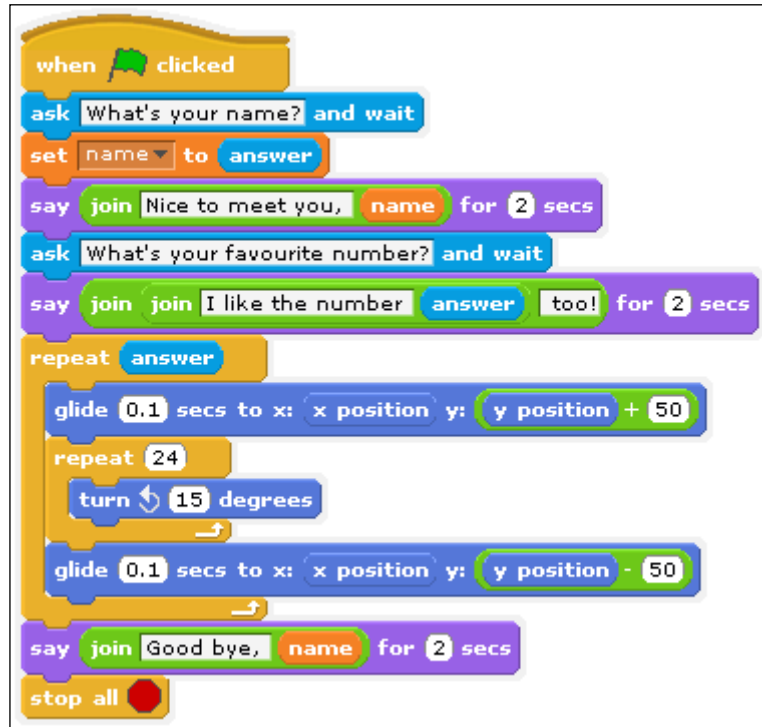 when clicked
ask What's your name? and wait
set name to answer
say join Nice to meet you, name for 2 secs
ask What's your favourite number? and wait
say join join I like the number answer too! for 2 secs
repeat answer
glide 0.1 secs to x: x position y: y position + 50
repeat 24
turn 15 degrees
glide 0.1 secs to x: x position y: y position - 50
say join Good bye, name for 2 secs
stop all